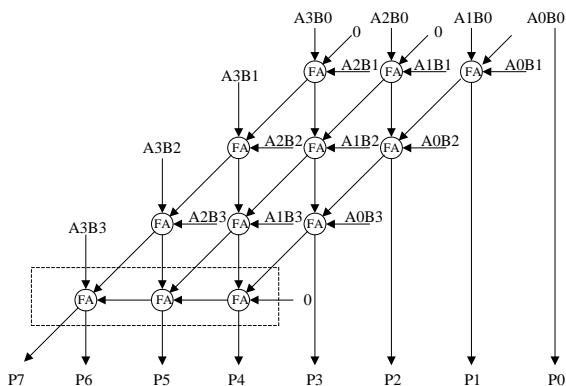 A3B0 A2B0 A1B0 A0B0
0 0
FA A2B1 FA A1B1 FA A0B1
A3B1
FA A2B2 FA A1B2 FA A0B2
A3B2
FA A2B3 FA A1B3 FA A0B3
A3B3
FA FA FA 0
P7 P6 P5 P4 P3 P2 P1 P0